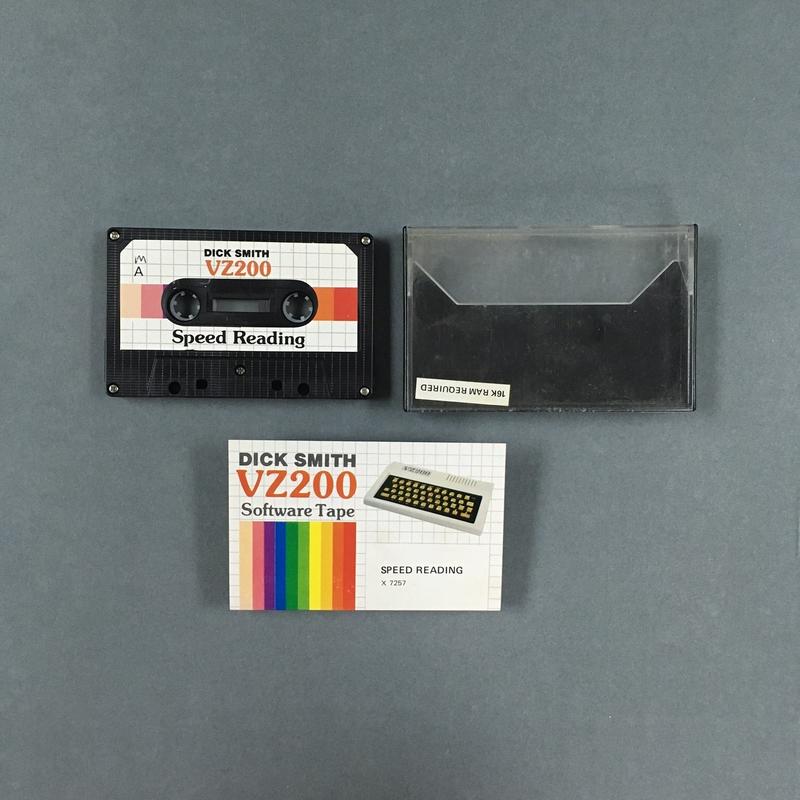 DICK SMITH
VZ200
A
Speed Reading
16K RAM REQUIRED
DICK SMITH
VZ200
Software Tape
VZ200
SPEED READING
X 7257